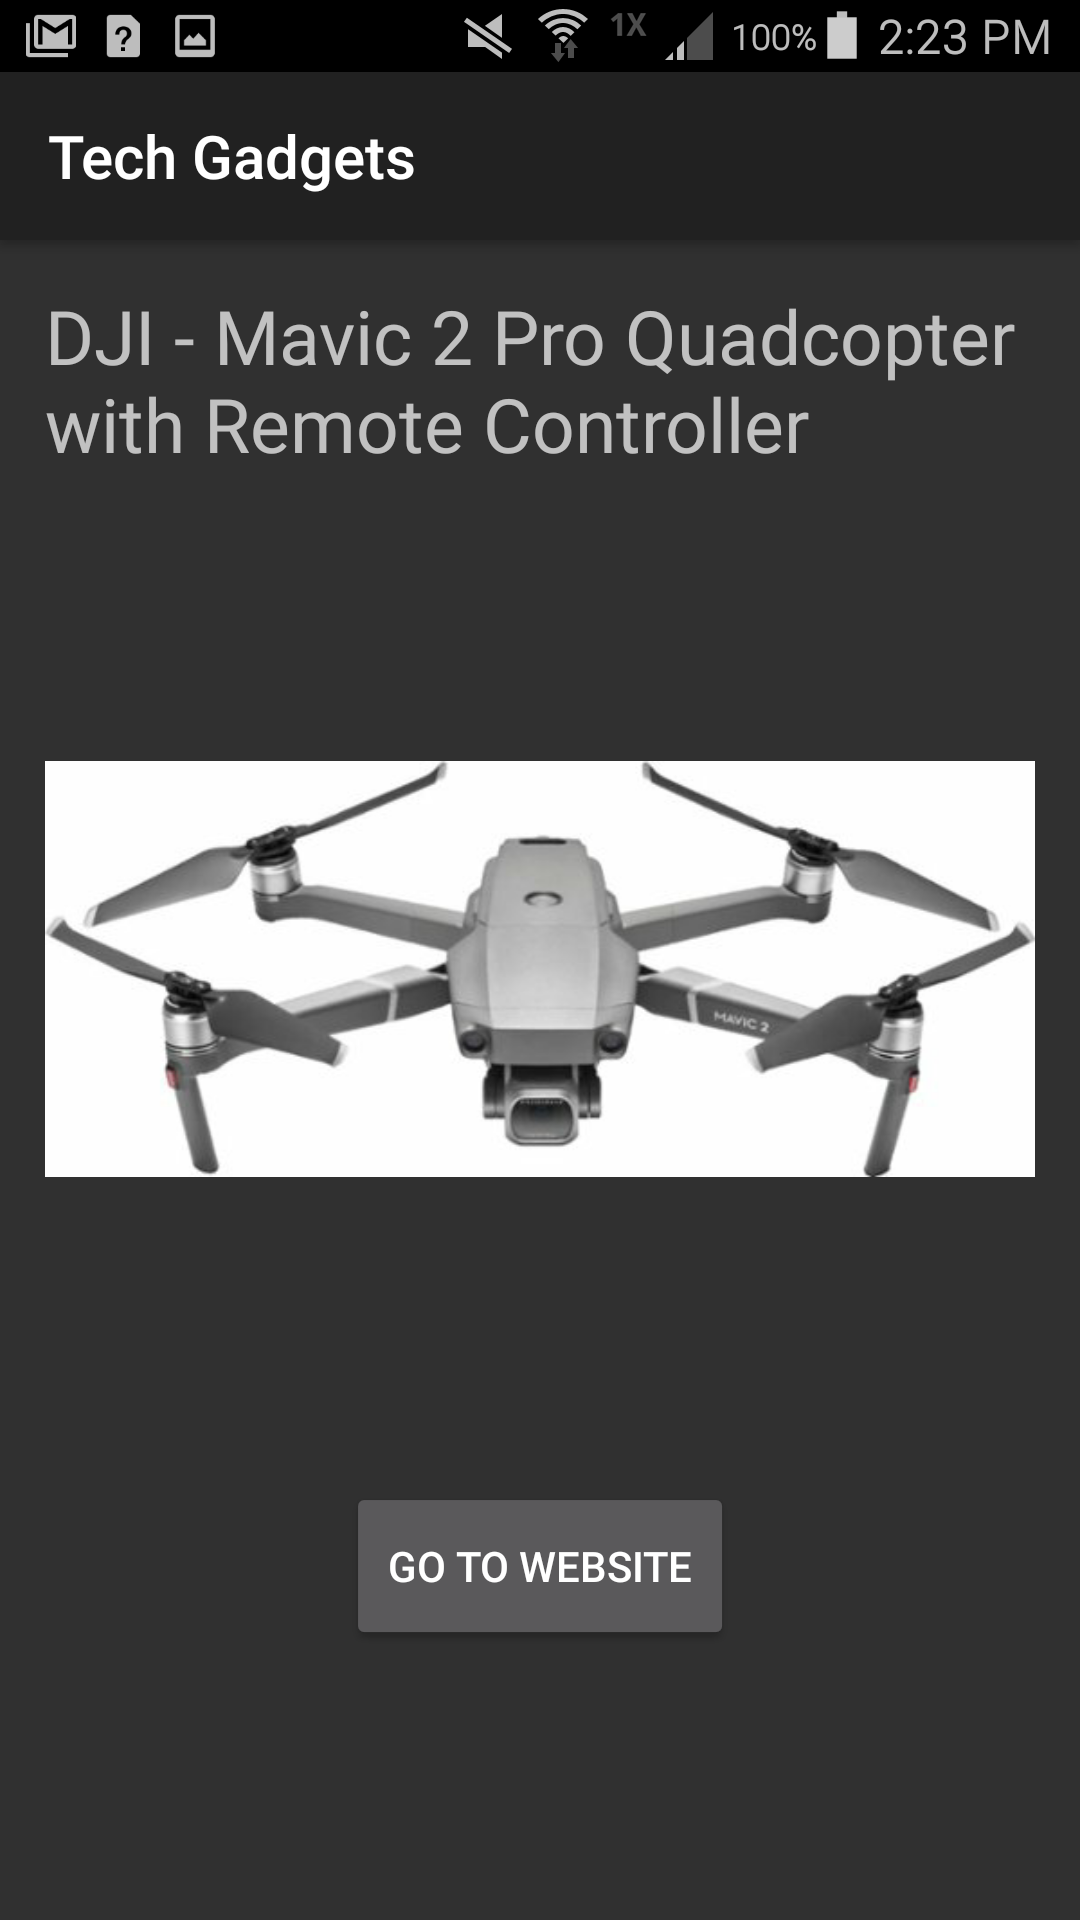 1X 100% 2:23 PM
Tech Gadgets
DJI - Mavic 2 Pro Quadcopter
with Remote Controller
MAVIC 2
GO TO WEBSITE